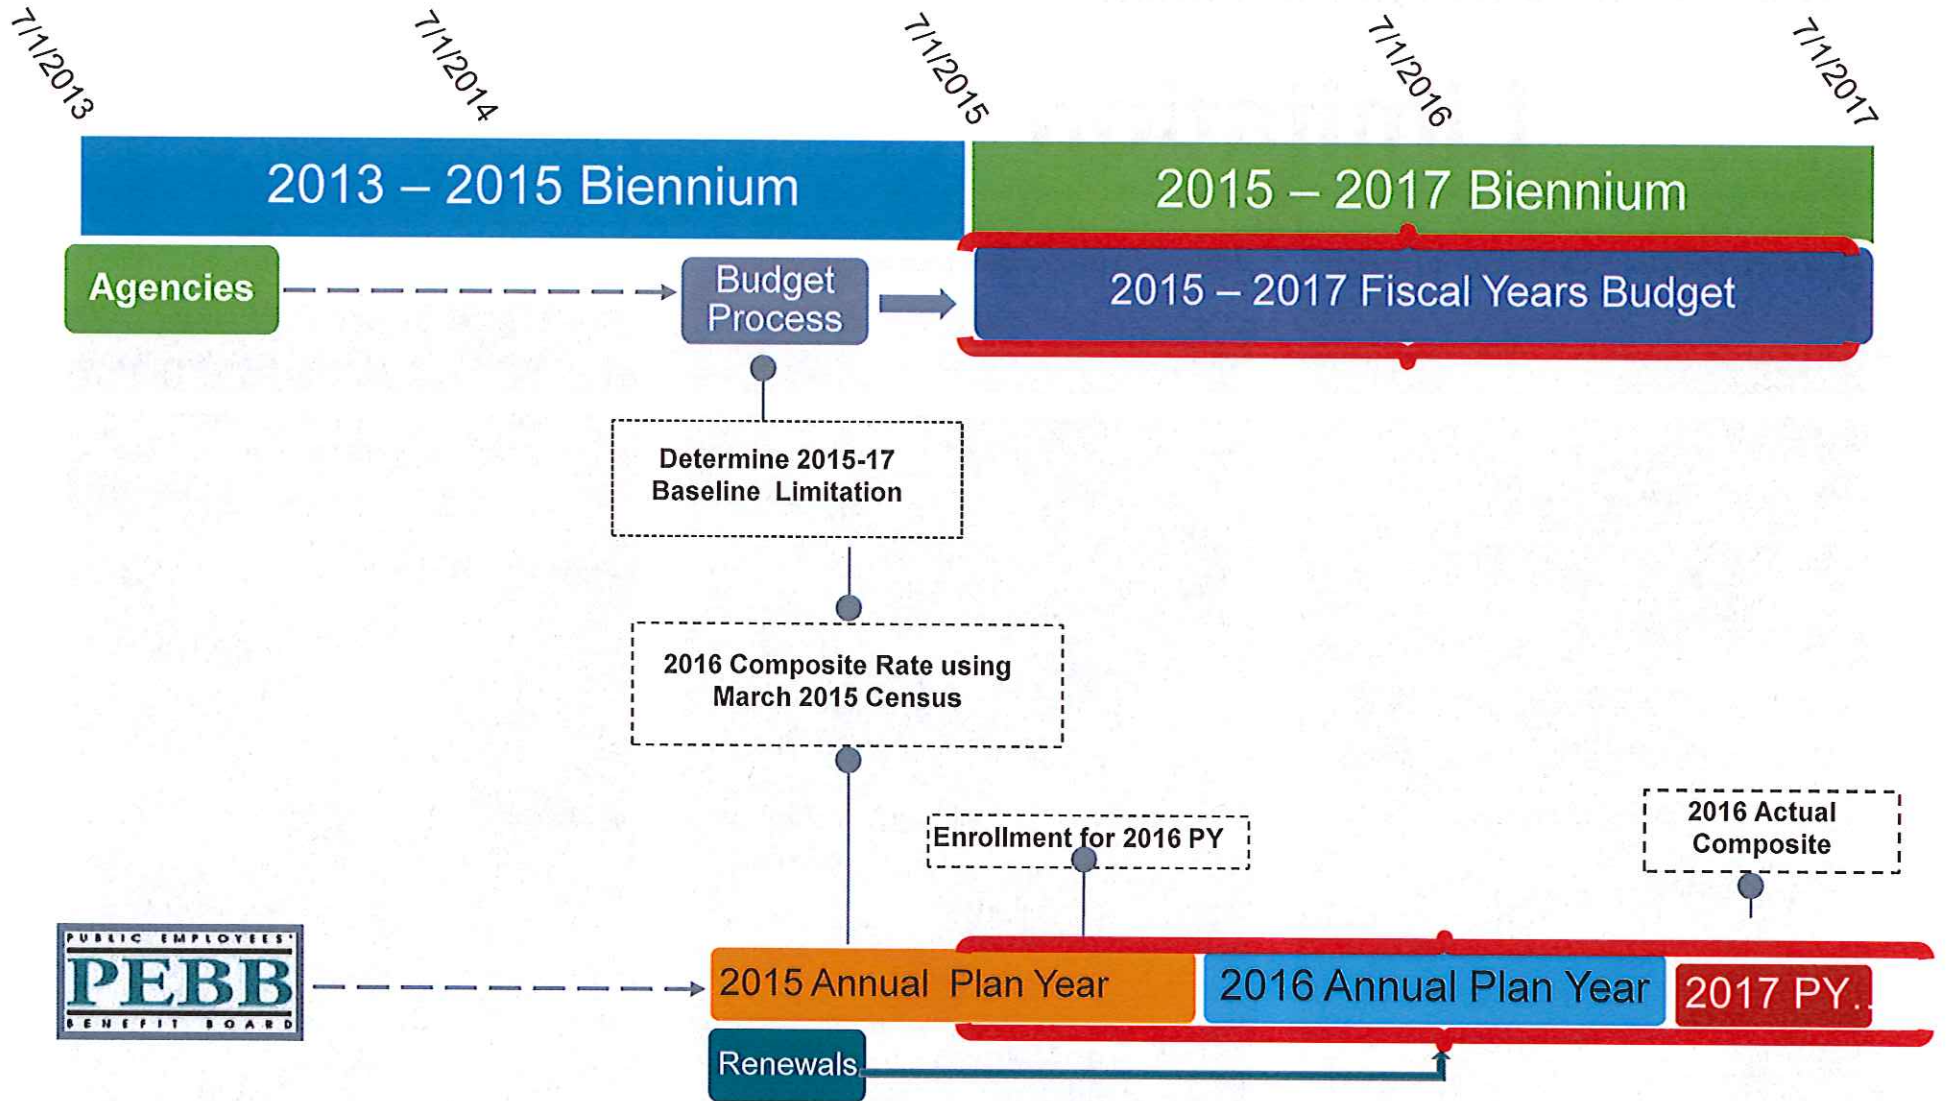 7/1/2013
7/1/2014
7/1/2015
7/1/2016
7/1/2017
2013 – 2015 Biennium
2015 – 2017 Biennium
Agencies
Budget
Process
2015 – 2017 Fiscal Years Budget
Determine 2015-17
Baseline Limitation
2016 Composite Rate using
March 2015 Census
Enrollment for 2016 PY
2016 Actual
Composite
PUBLIC EMPLOYEES'
PEBB
BENEFIT BOARD
2015 Annual Plan Year
2016 Annual Plan Year
2017 PY..
Renewals